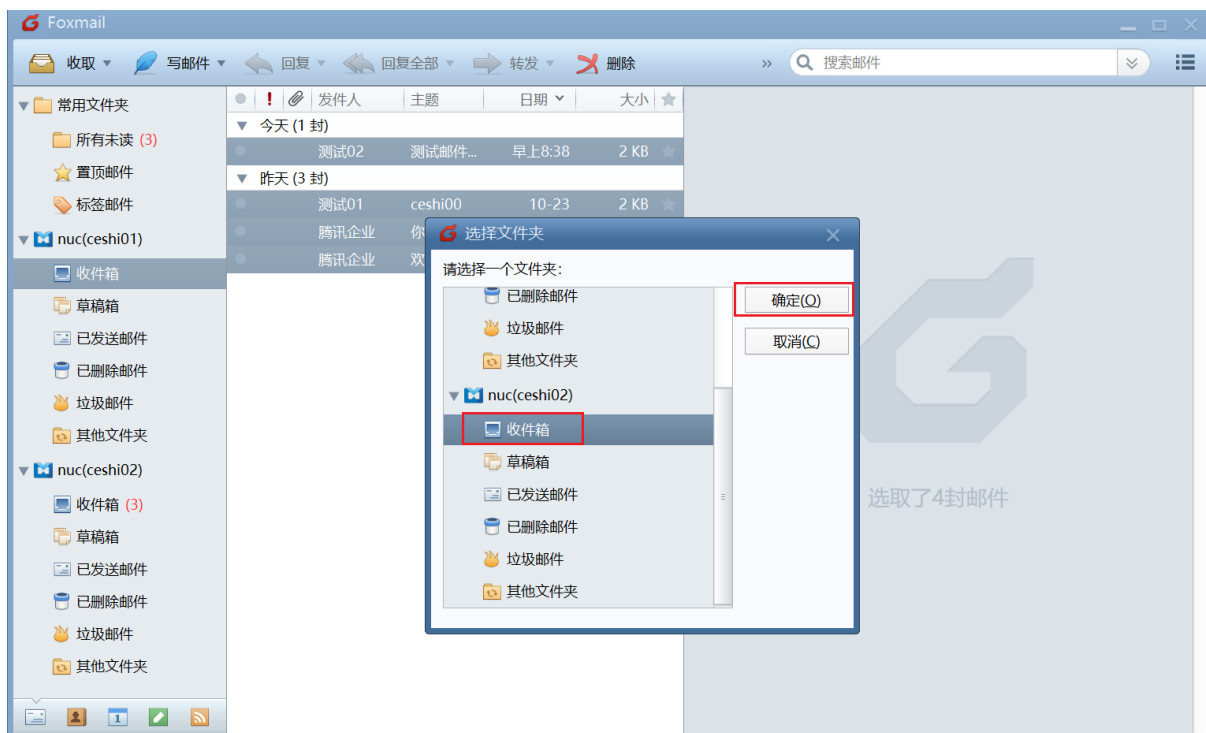 Foxmail
收取 写邮件 回复 回复全部 转发 删除 » 搜索邮件
常用文件夹
所有未读 (3)
置顶邮件
标签邮件
nuc(ceshi01)
收件箱
草稿箱
已发送邮件
已删除邮件
垃圾邮件
其他文件夹
nuc(ceshi02)
收件箱 (3)
草稿箱
已发送邮件
已删除邮件
垃圾邮件
其他文件夹
1
! 发件人 主题 日期 大小
今天 (1 封)
测试02 测试邮件... 早上8:38 2 KB
昨天 (3 封)
测试01 ceshi00 10-23 2 KB
腾讯企业 你
腾讯企业 欢
选择文件夹
请选择一个文件夹:
已删除邮件
垃圾邮件
其他文件夹
nuc(ceshi02)
收件箱
草稿箱
已发送邮件
已删除邮件
垃圾邮件
其他文件夹
确定(O)
取消(C)
选取了4封邮件